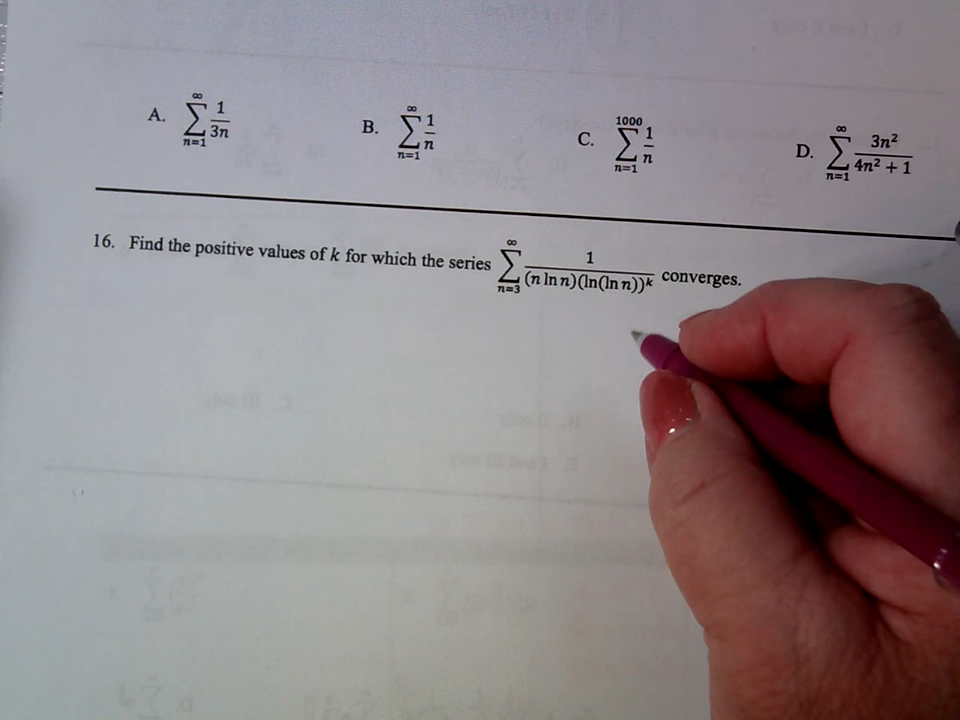 A. ∞ ∑ n=1 1/3n B. ∞ ∑ n=1 1/n C. 1000 ∑ n=1 1/n D. ∞ ∑ n=1 3n²/4n² + 1
16. Find the positive values of k for which the series ∞ ∑ n=3 1/(n ln n)(ln(ln n))^k converges.